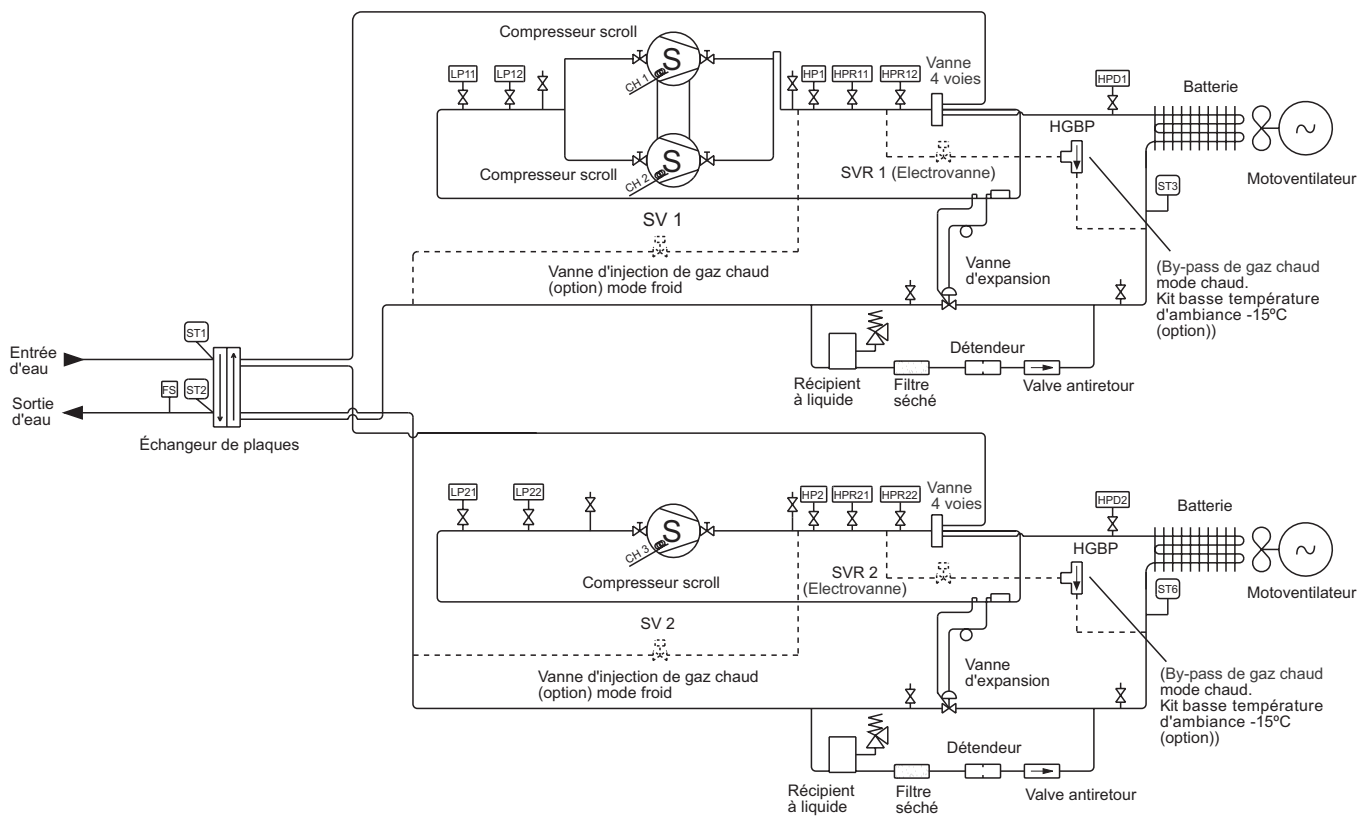 Compresseur scroll
S
CH 1
LP11
LP12
HP1
HPR11
HPR12
Vanne
4 voies
HPD1
Batterie
HGBP
Compresseur scroll
S
CH 2
SVR 1 (Electrovanne)
ST3
Motoventilateur
SV 1
Vanne d'injection de gaz chaud
(option) mode froid
Vanne
d'expansion
(By-pass de gaz chaud
mode chaud.
Kit basse température
d'ambiance -15ºC
(option))
Entrée
d'eau
ST1
Sortie
d'eau
FS
ST2
Échangeur de plaques
Récipient
à liquide
Filtre
séché
Détendeur
Valve antiretour
LP21
LP22
S
CH 3
HP2
HPR21
HPR22
Vanne
4 voies
HPD2
Batterie
HGBP
Compresseur scroll
SVR 2
(Electrovanne)
ST6
Motoventilateur
SV 2
Vanne d'injection de gaz chaud
(option) mode froid
Vanne
d'expansion
(By-pass de gaz chaud
mode chaud.
Kit basse température
d'ambiance -15ºC
(option))
Récipient
à liquide
Filtre
séché
Détendeur
Valve antiretour